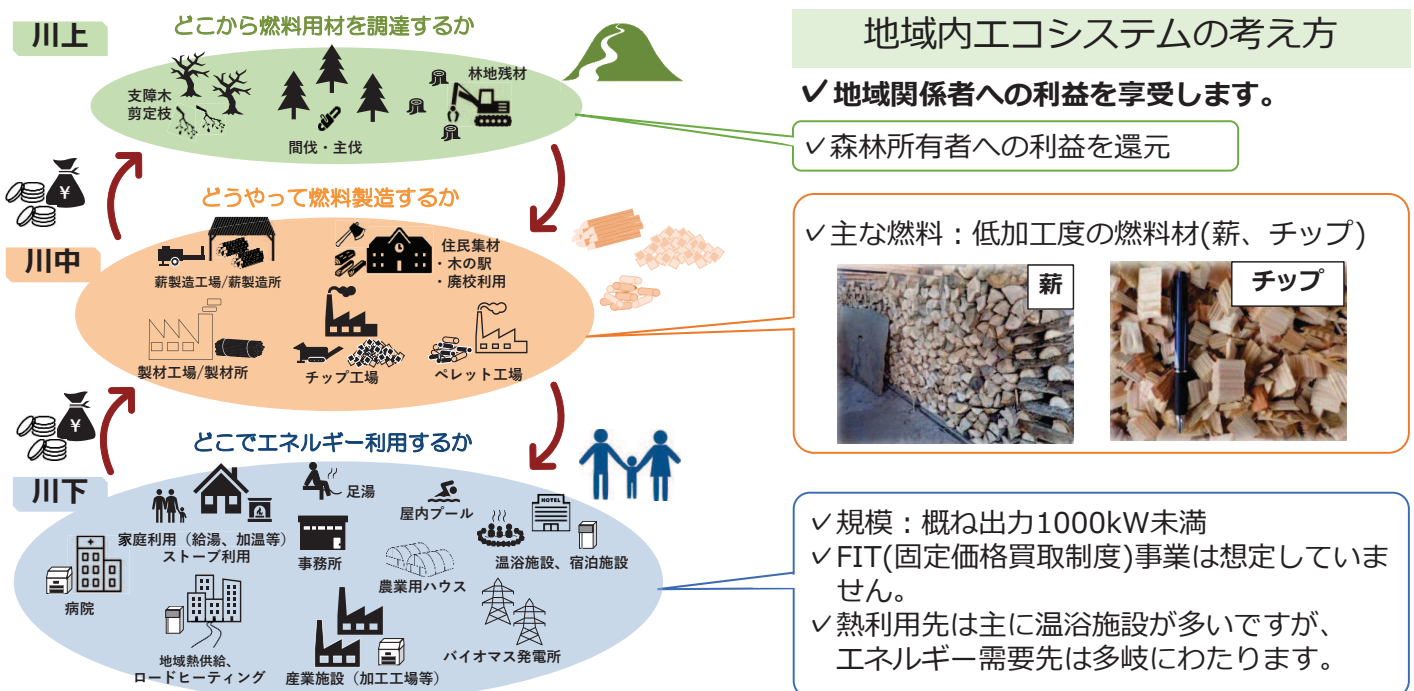 川上
どこから燃料用材を調達するか
支障木
剪定枝
間伐・主伐
林地残材
¥
どうやって燃料製造するか
川中
薪製造工場/薪製造所
住民集材
・木の駅
・廃校利用
製材工場/製材所
チップ工場
ペレット工場
¥
どこでエネルギー利用するか
川下
家庭利用（給湯、加温等）
ストーブ利用
足湯
事務所
屋内プール
農業用ハウス
HOTEL
温浴施設、宿泊施設
病院
地域熱供給、
ロードヒーティング
産業施設（加工工場等）
バイオマス発電所
地域内エコシステムの考え方
✓地域関係者への利益を享受します。
✓森林所有者への利益を還元
✓主な燃料：低加工度の燃料材(薪、チップ)
薪
チップ
✓規模：概ね出力1000kW未満
✓FIT(固定価格買取制度)事業は想定していま
せん。
✓熱利用先は主に温浴施設が多いですが、
エネルギー需要先は多岐にわたります。